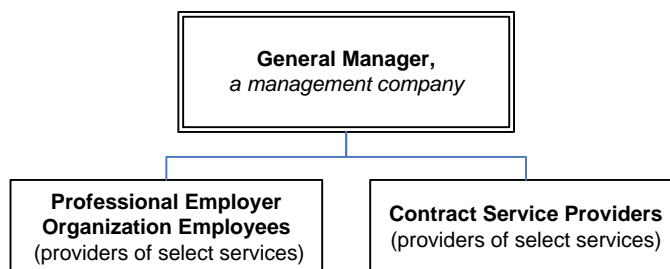 General Manager,
a management company
Professional Employer
Organization Employees
(providers of select services)
Contract Service Providers
(providers of select services)